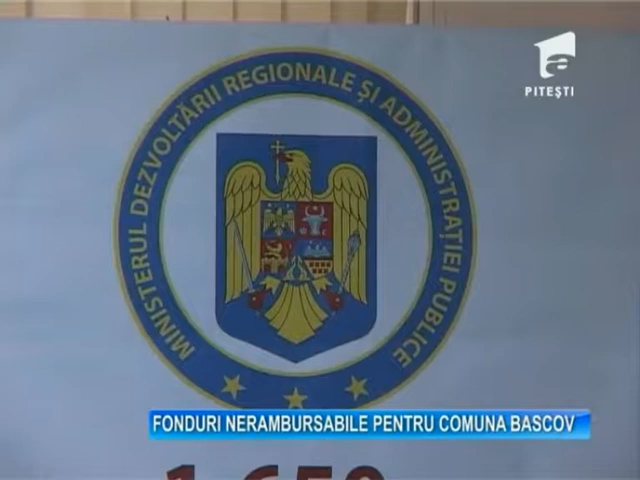 PITEȘTI
MINISTERUL DEZVOLTĂRII REGIONALE ȘI ADMINISTRAȚIEI PUBLICE
FONDURI NERAMBURSABILE PENTRU COMUNA BASCOV